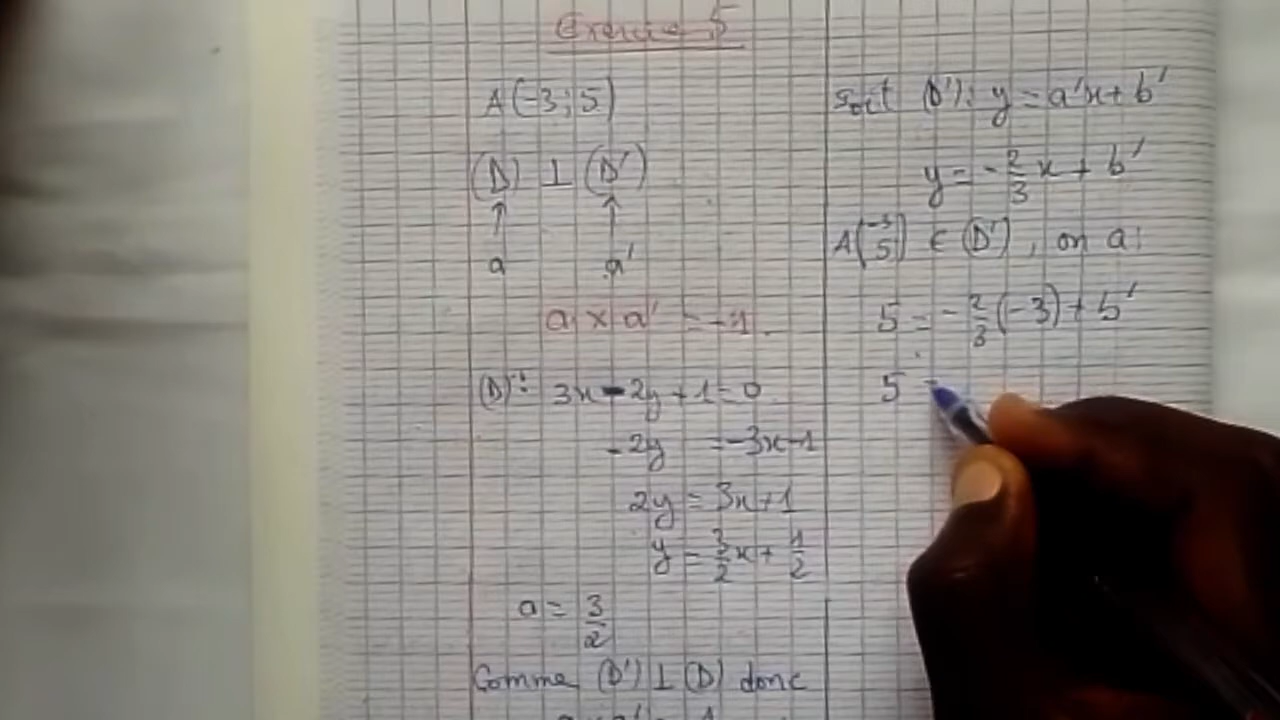 Exercice 5
A(-3;5)
(D) ⊥ (D')
↑ ↑
a a'
a x a' = -1.
(D): 3x - 2y + 1 = 0
-2y = -3x-1
2y = 3x+1
y = 3/2 x + 1/2
a = 3/2
Comme (D') ⊥ (D) donc
soit (D'): y = a'x + b'
y = -2/3 x + b'
A(-3 5) ∈ (D'), on a:
5 = -2/3 (-3) + b'
5 =